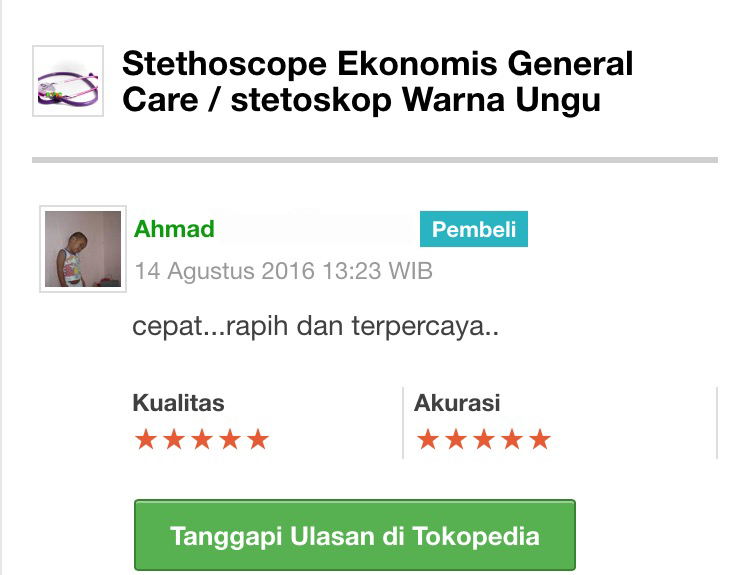 Stethoscope Ekonomis General
Care / stetoskop Warna Ungu
Ahmad
Pembeli
14 Agustus 2016 13:23 WIB
cepat...rapih dan terpercaya..
Kualitas
Akurasi
★★★★★
★★★★★
Tanggapi Ulasan di Tokopedia